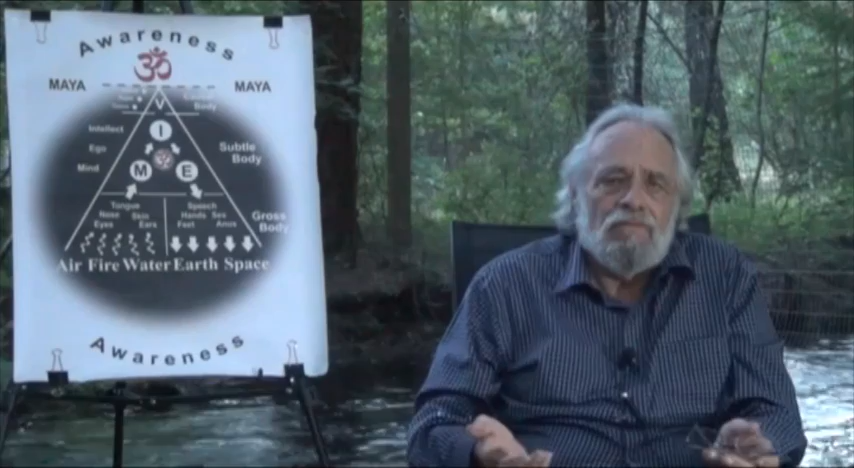 Awareness
ॐ
MAYA MAYA
V
Body
Intellect
I
Ego
Subtle
Body
Mind
M E
Tongue Speech
Nose Skin Hands Sex
Eyes Ears Feet Anus
Gross
Body
Air Fire Water Earth Space
Awareness